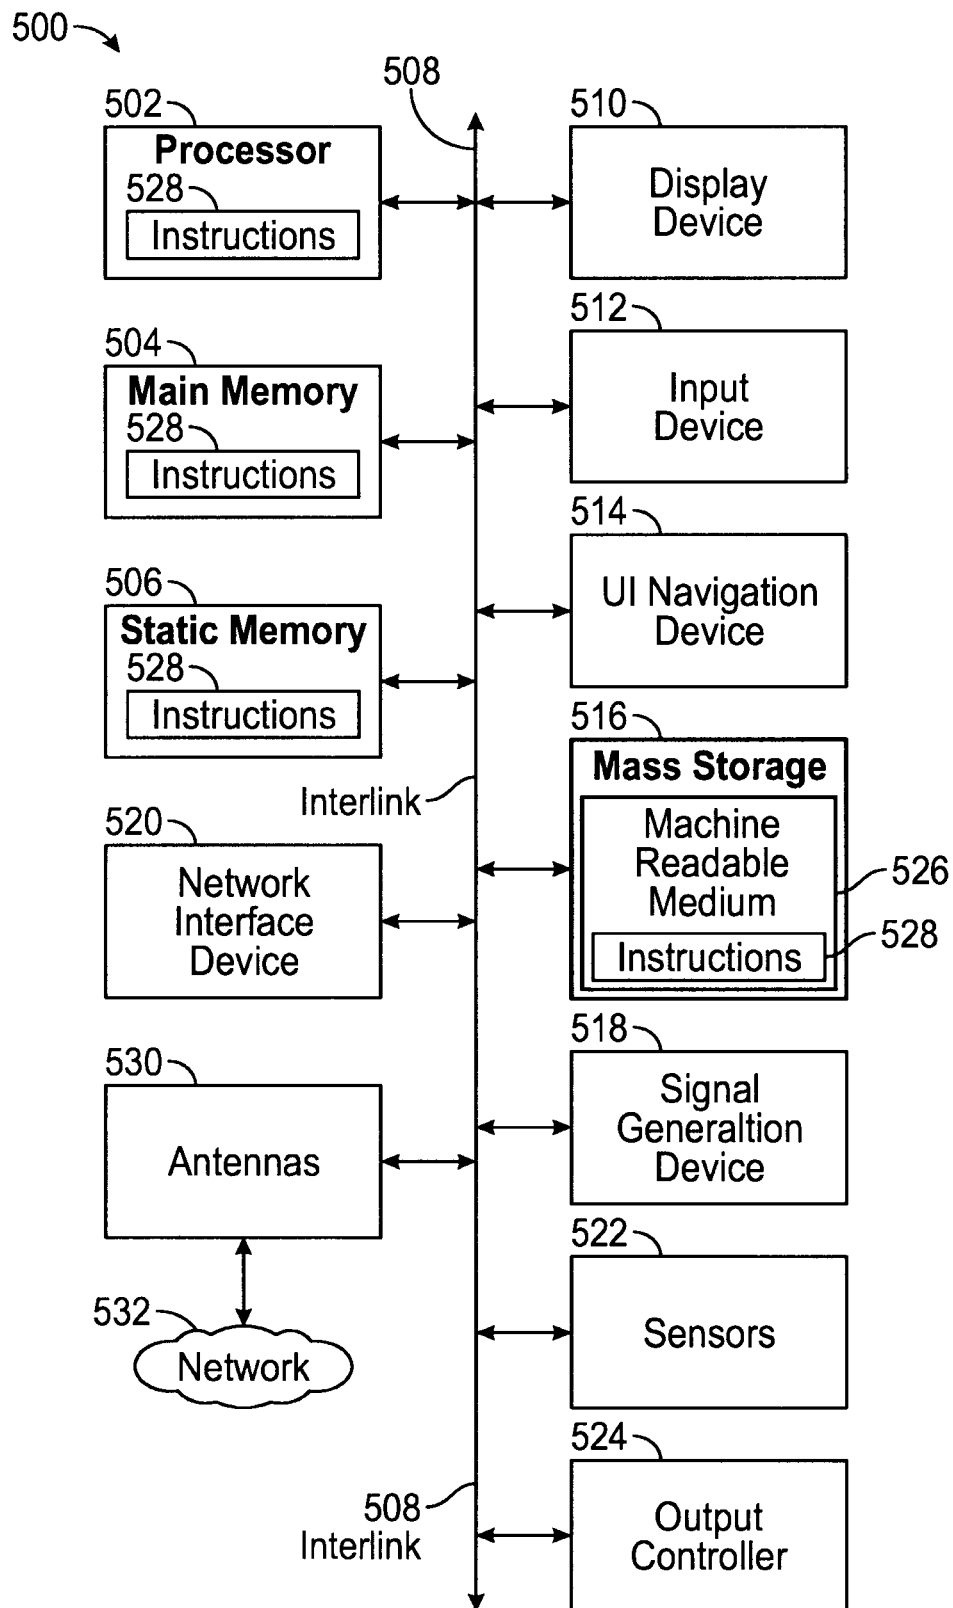 500
508
502
Processor
528
Instructions
510
Display
Device
504
Main Memory
528
Instructions
512
Input
Device
514
UI Navigation
Device
506
Static Memory
528
Instructions
516
Mass Storage
Machine
Readable
Medium
526
Instructions
528
Interlink
520
Network
Interface
Device
518
Signal
Generaltion
Device
530
Antennas
522
Sensors
532
Network
524
Output
Controller
508
Interlink